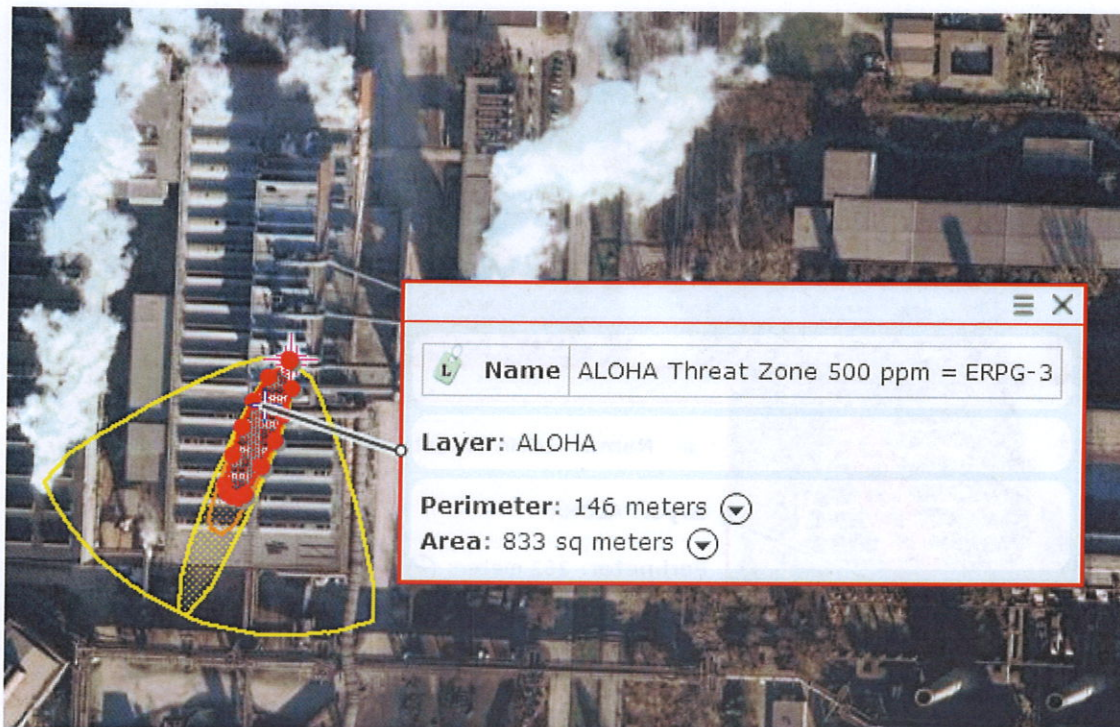 L Name ALOHA Threat Zone 500 ppm = ERPG-3
Layer: ALOHA
Perimeter: 146 meters
Area: 833 sq meters